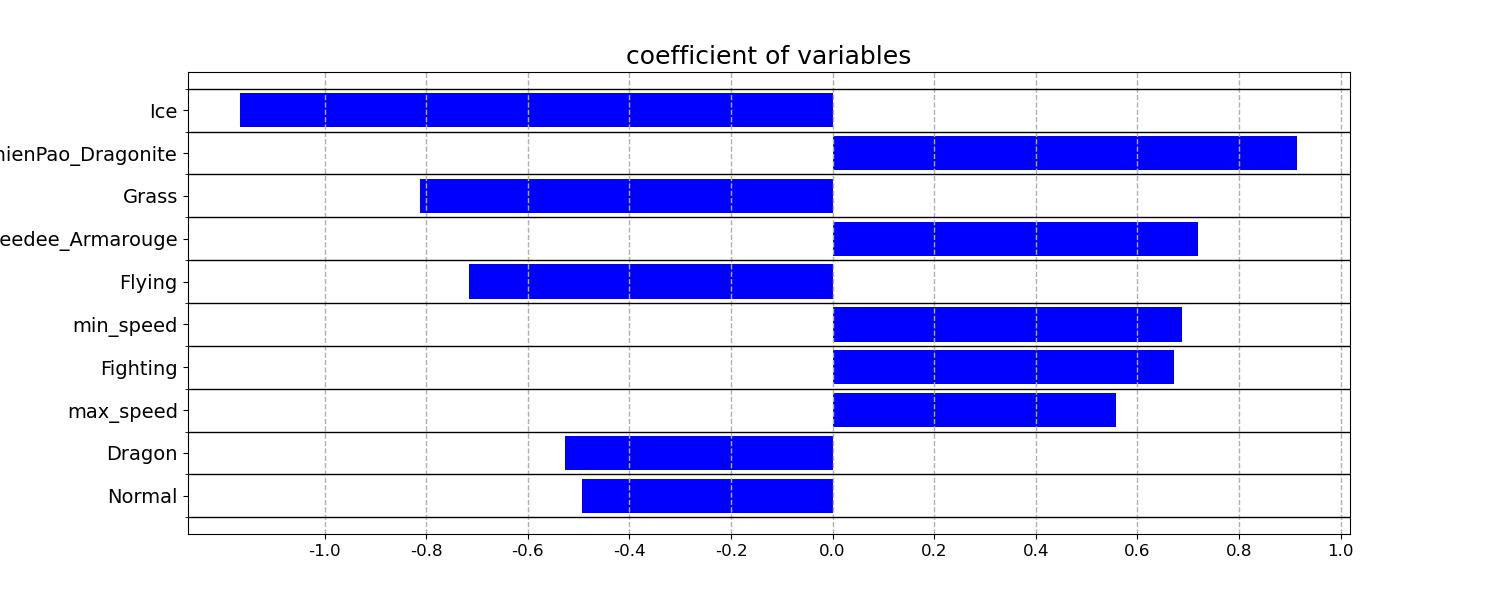 coefficient of variables
Ice
ienPao_Dragonite
Grass
eedee_Armarouge
Flying
min_speed
Fighting
max_speed
Dragon
Normal
-1.0 -0.8 -0.6 -0.4 -0.2 0.0 0.2 0.4 0.6 0.8 1.0